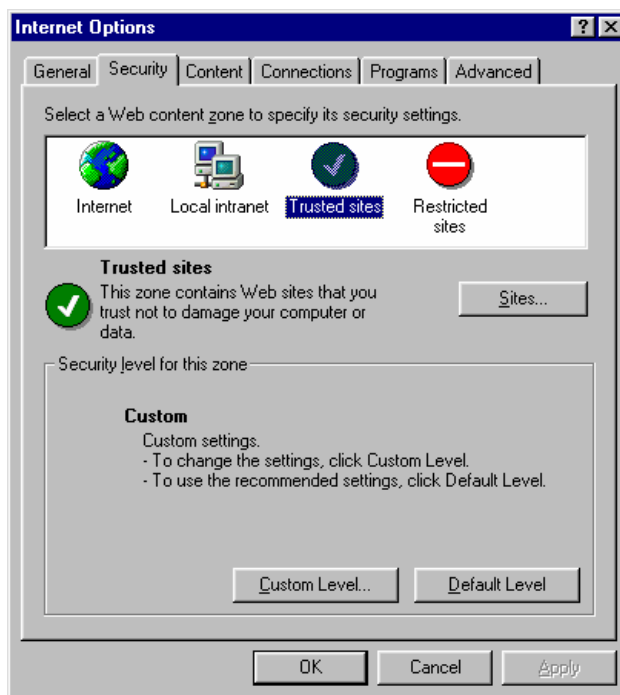 Internet Options
General Security Content Connections Programs Advanced
Select a Web content zone to specify its security settings.
Internet Local intranet Trusted sites Restricted
sites
Trusted sites
This zone contains Web sites that you
trust not to damage your computer or
data.
Sites...
Security level for this zone
Custom
Custom settings.
- To change the settings, click Custom Level.
- To use the recommended settings, click Default Level.
Custom Level... Default Level
OK Cancel Apply